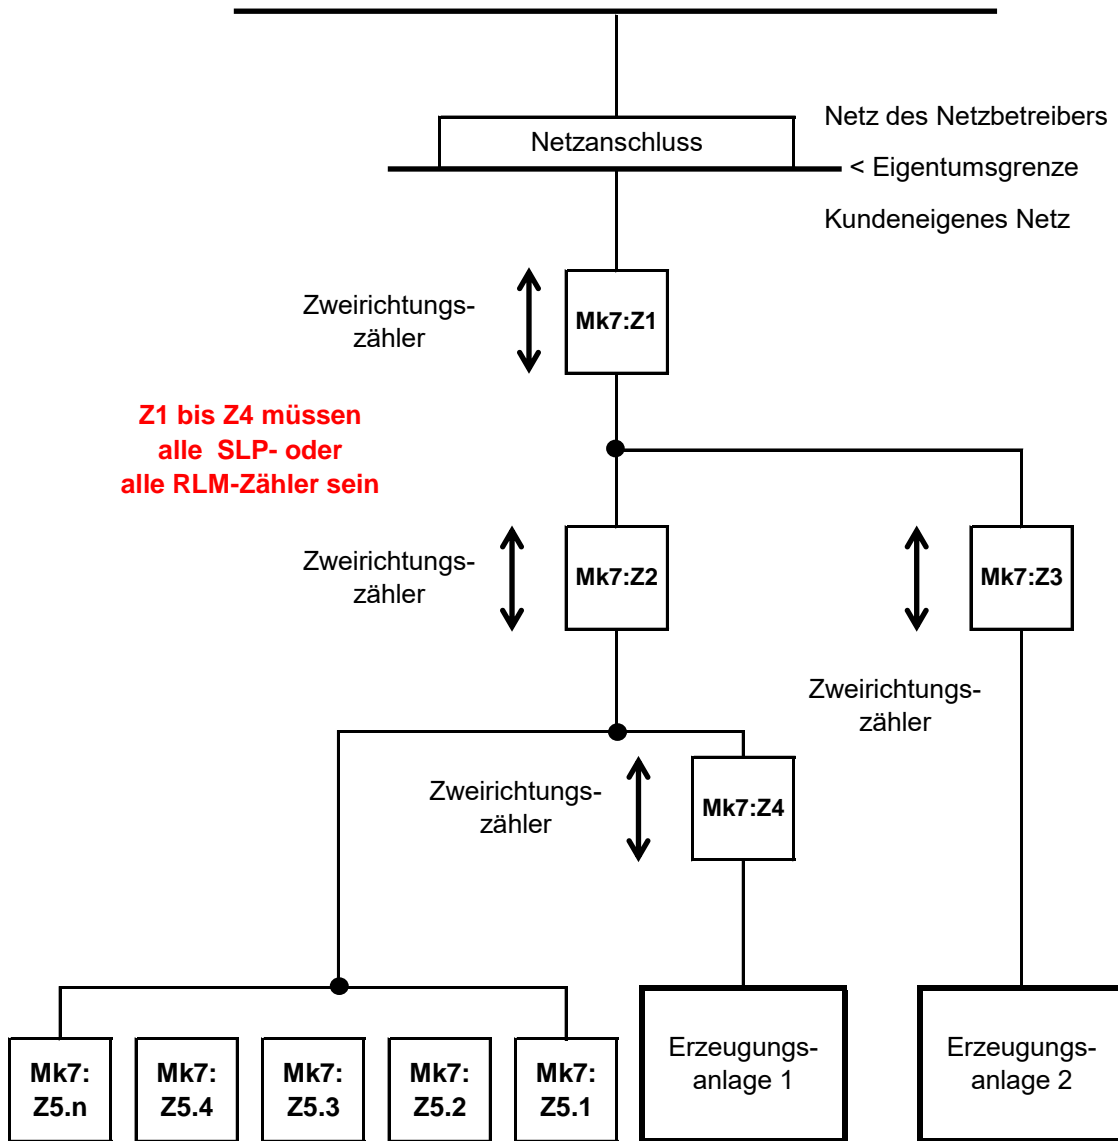 Netz des Netzbetreibers
Netzanschluss
< Eigentumsgrenze
Kundeneigenes Netz
Zweirichtungs-
zähler
Mk7:Z1
Z1 bis Z4 müssen
alle SLP- oder
alle RLM-Zähler sein
Zweirichtungs-
zähler
Mk7:Z2
Mk7:Z3
Zweirichtungs-
zähler
Zweirichtungs-
zähler
Mk7:Z4
Mk7:
Z5.n
Mk7:
Z5.4
Mk7:
Z5.3
Mk7:
Z5.2
Mk7:
Z5.1
Erzeugungs-
anlage 1
Erzeugungs-
anlage 2